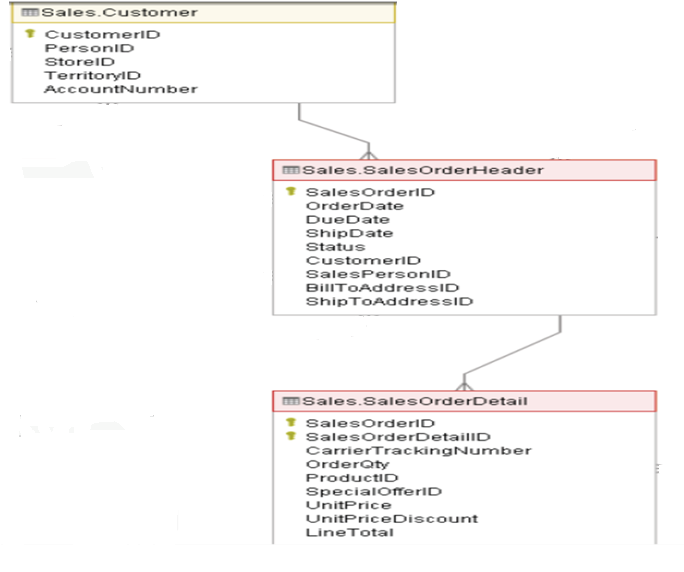 Sales.Customer
CustomerID
PersonID
StoreID
TerritoryID
AccountNumber
Sales.SalesOrderHeader
SalesOrderID
OrderDate
DueDate
ShipDate
Status
CustomerID
SalesPersonID
BillToAddressID
ShipToAddressID
Sales.SalesOrderDetail
SalesOrderID
SalesOrderDetailID
CarrierTrackingNumber
OrderQty
ProductID
SpecialOfferID
UnitPrice
UnitPriceDiscount
LineTotal